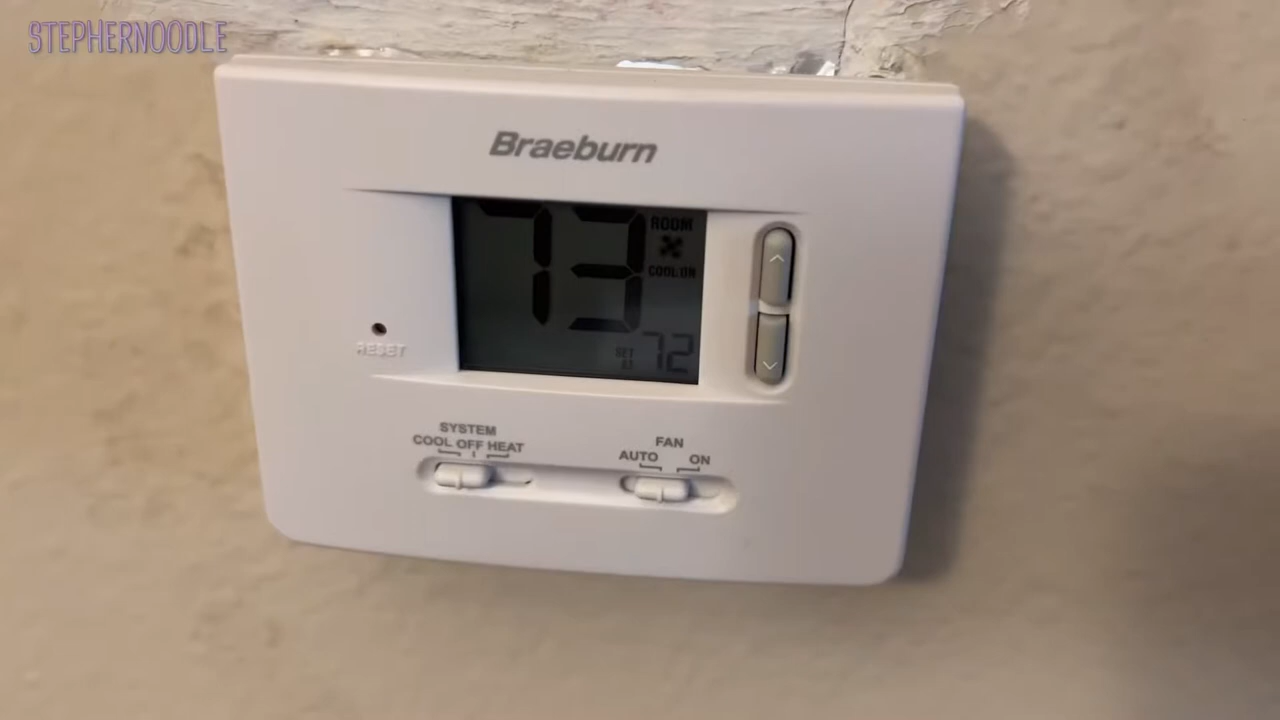 STEPHERNOODLE
Braeburn
73
ROOM
COOL ON
SET
AT
72
RESET
SYSTEM
COOL OFF HEAT
FAN
AUTO ON